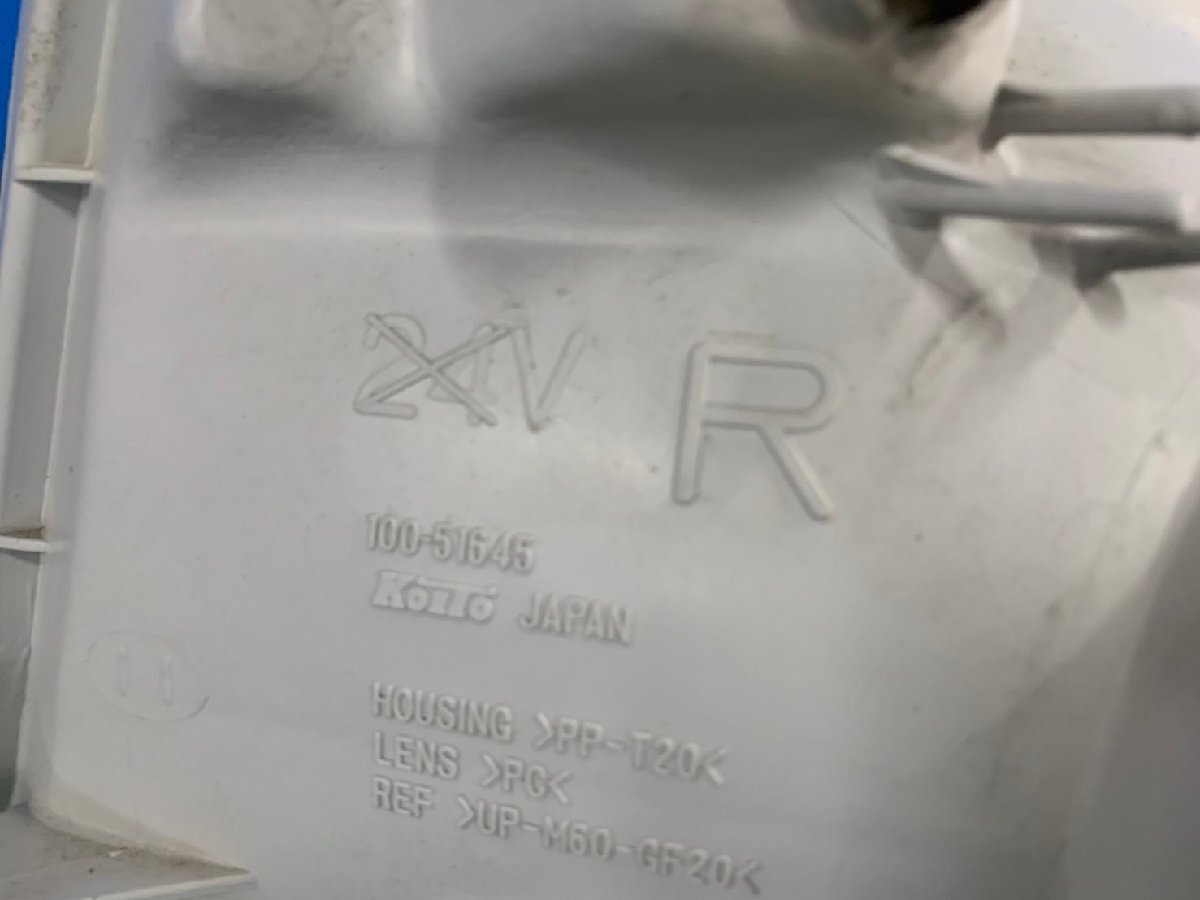 24V R
100-51645
KOITO JAPAN
HOUSING >PP-T20<
LENS >PC<
REF >UP-M60-GF20<